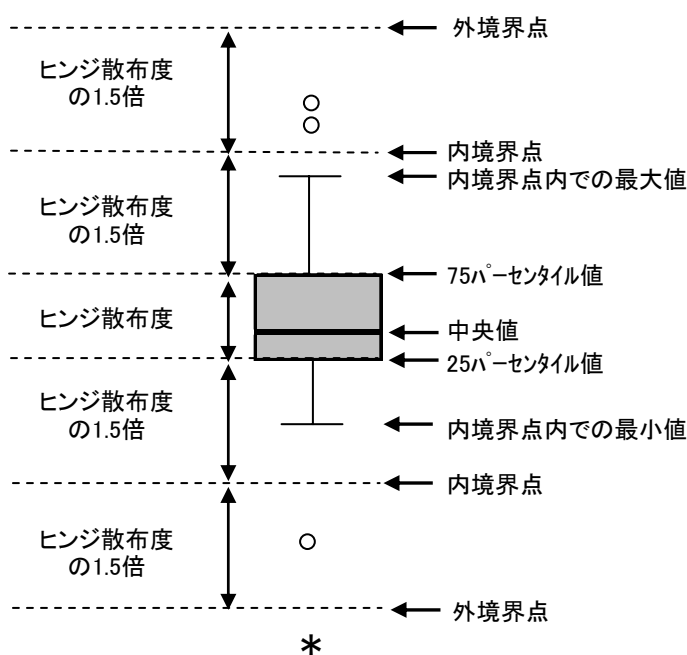 外境界点
ヒンジ散布度
の1.5倍
内境界点
内境界点内での最大値
ヒンジ散布度
の1.5倍
75パーセンタイル値
ヒンジ散布度
中央値
25パーセンタイル値
ヒンジ散布度
の1.5倍
内境界点内での最小値
内境界点
ヒンジ散布度
の1.5倍
外境界点
*